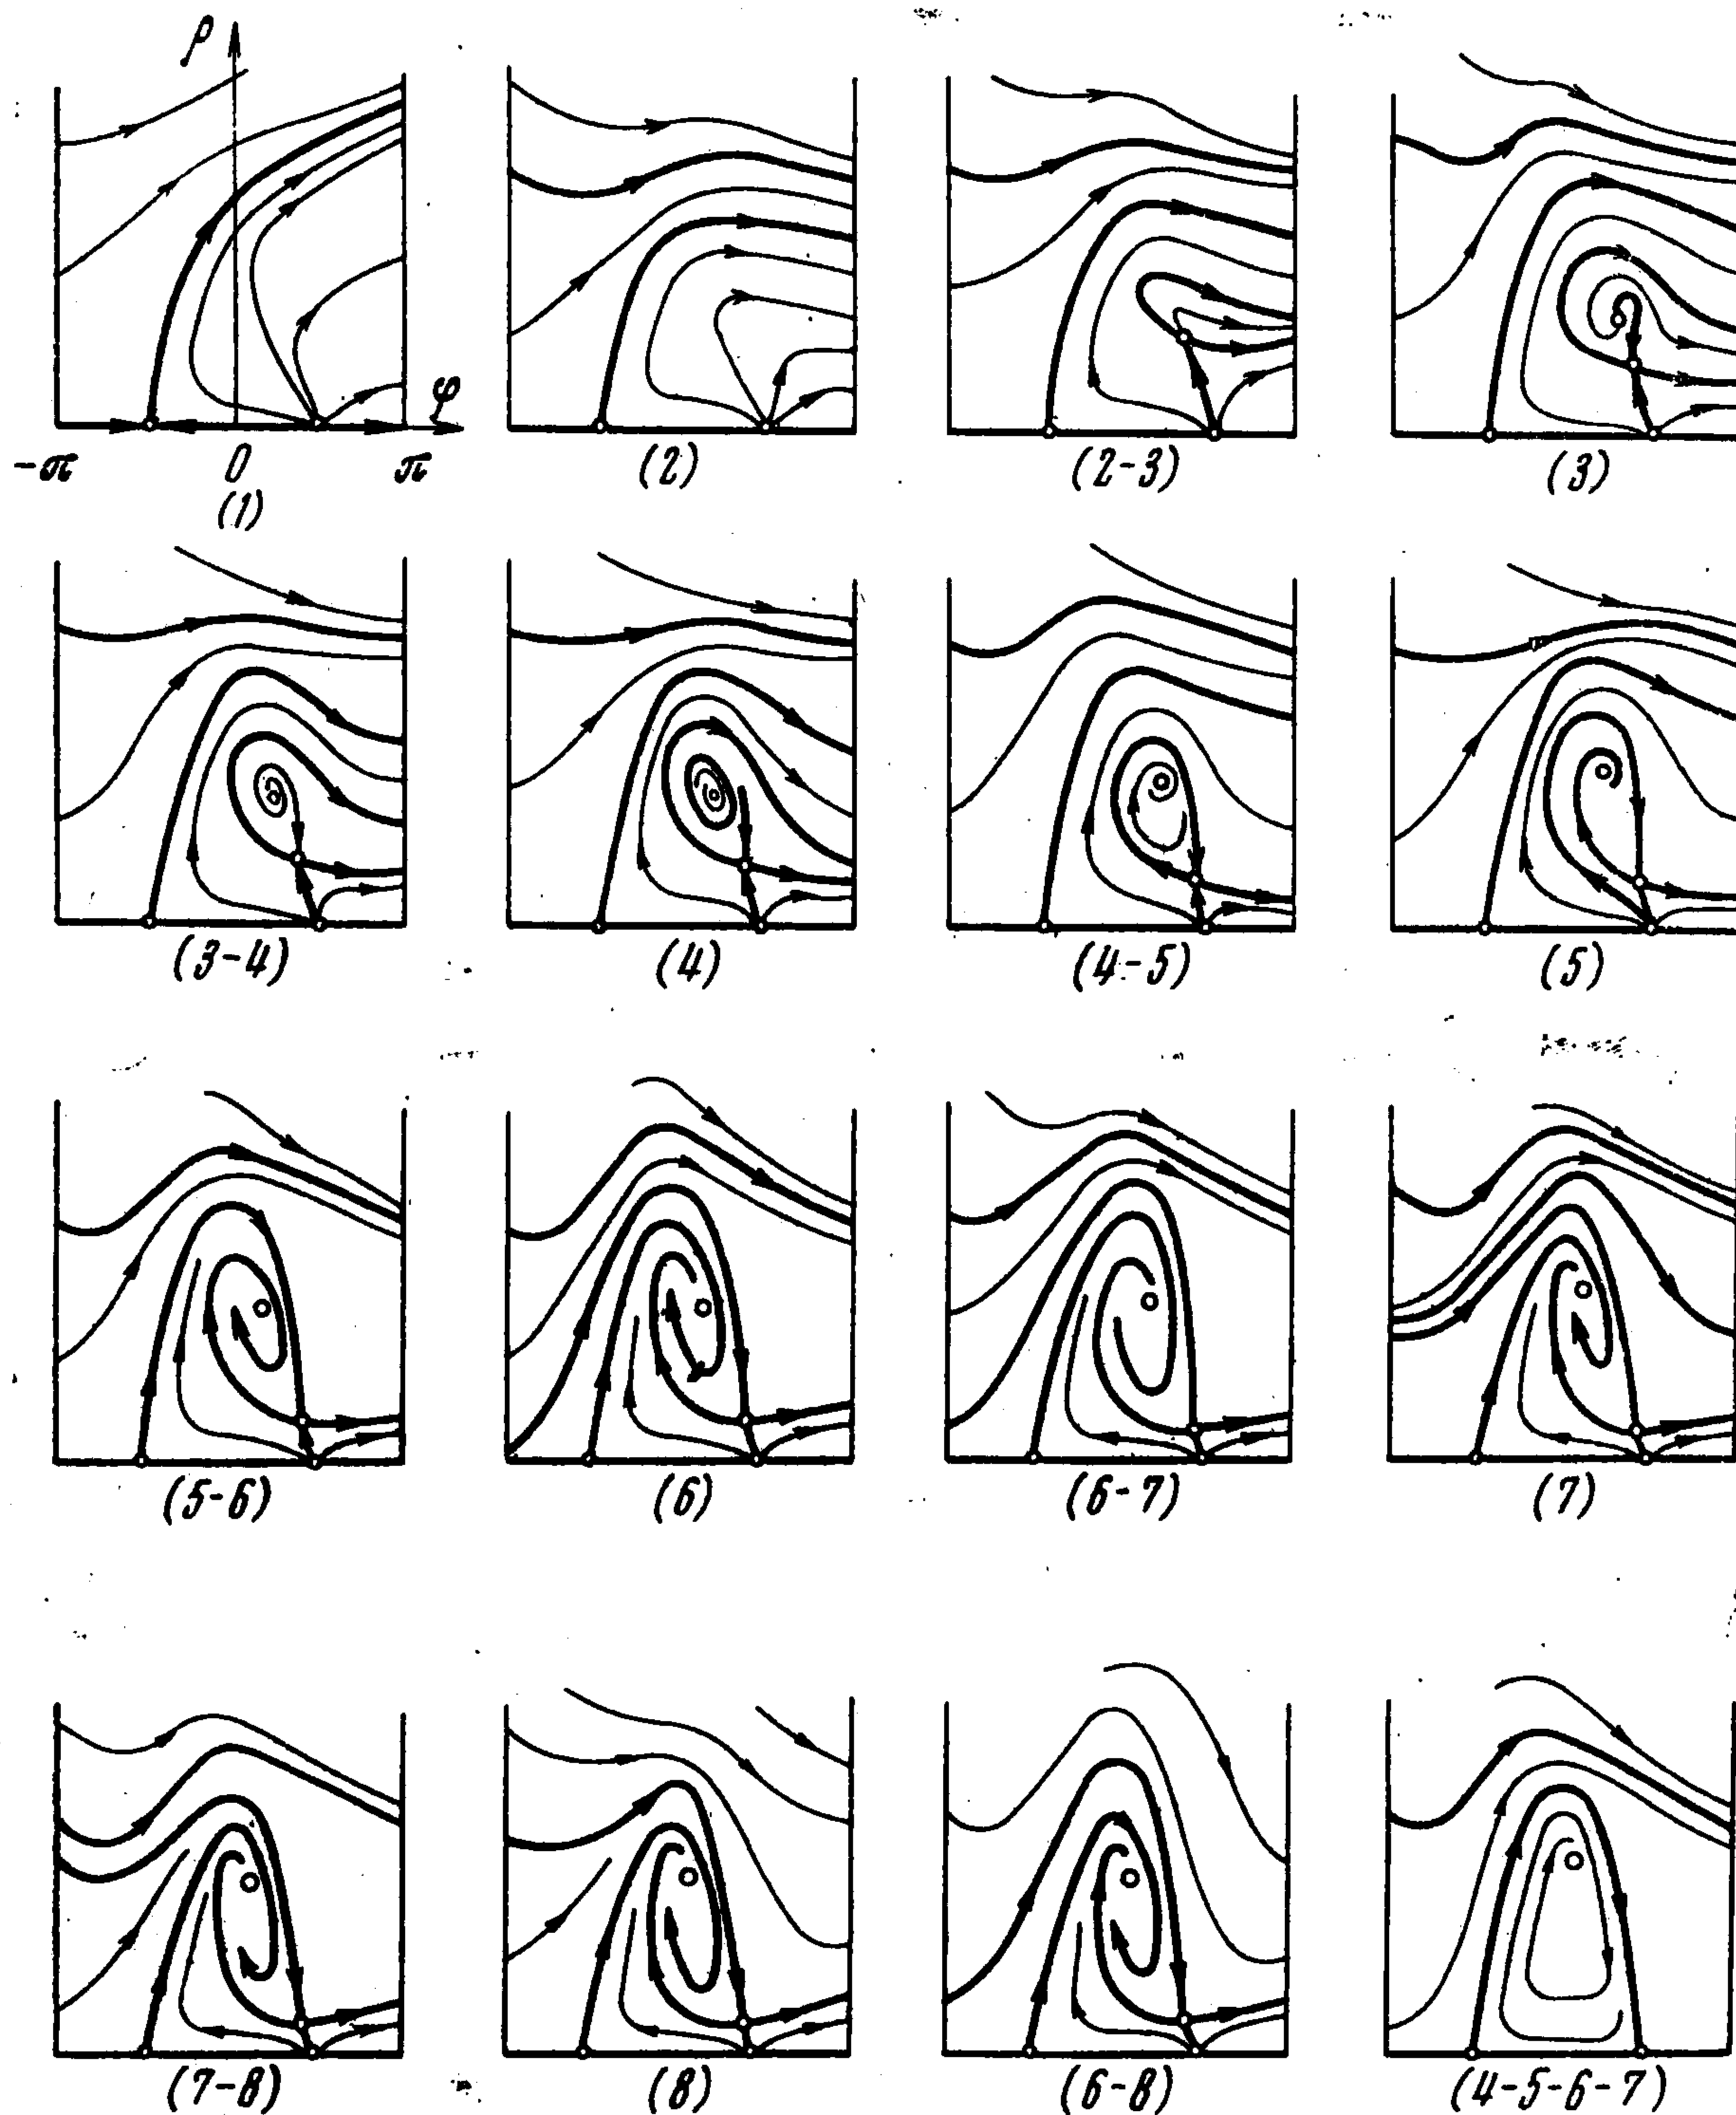 ρ
φ
−π 0 π
(1) (2) (2-3) (3)
(3-4) (4) (4-5) (5)
(5-6) (6) (6-7) (7)
(7-8) (8) (6-8) (4-5-6-7)